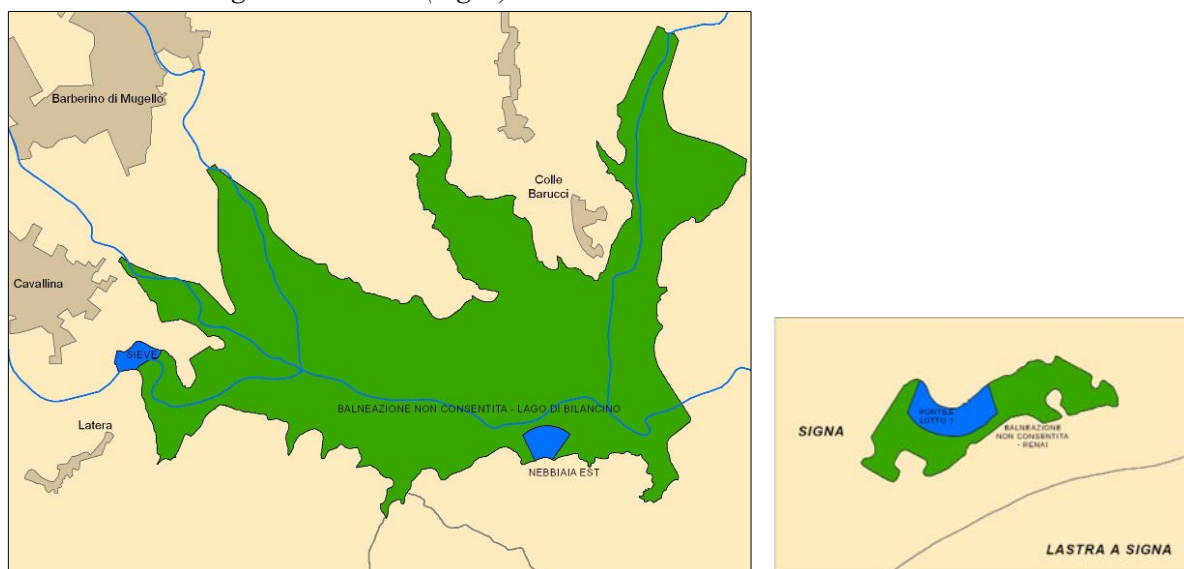 Barberino di Mugello
Colle
Barucci
Cavallina
SIEVE
BALNEAZIONE NON CONSENTITA - LAGO DI BILANCINO
Latera
NEBBIAIA EST
PONTILE
LOTTO 1
SIGNA
BALNEAZIONE
NON CONSENTITA
- RENAI
LASTRA A SIGNA